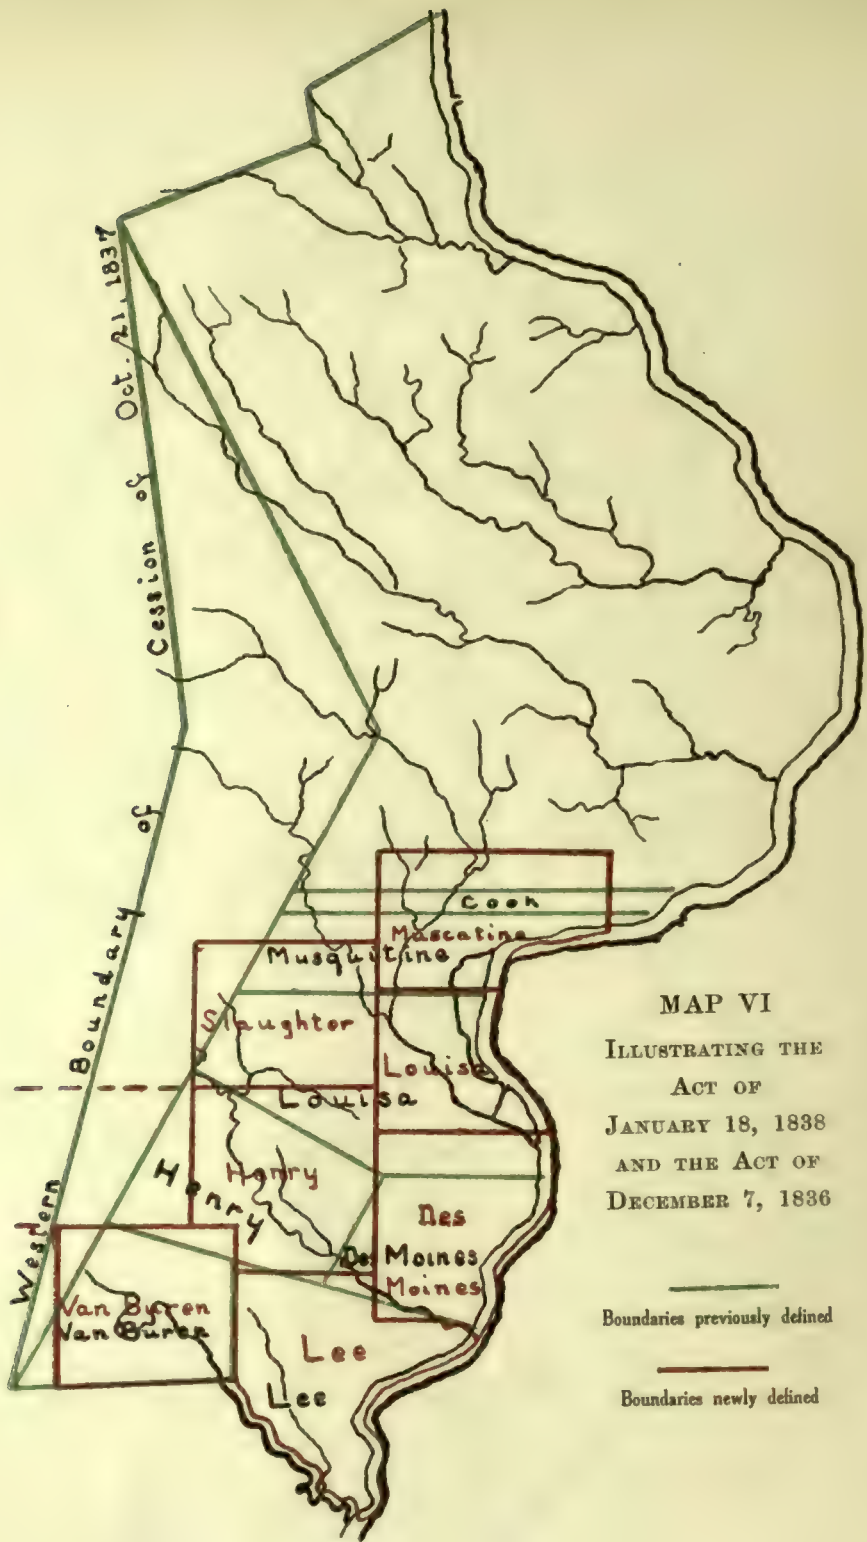 Western Boundary of Cession of Oct. 21, 1837
Cook
Mascatine
Musquitine
Slaughter
Louisa
Louisa
Henry
Henry
Des
Des Moines
Moines
Van Buren
Van Buren
Lee
Lee
MAP VI
ILLUSTRATING THE
ACT OF
JANUARY 18, 1838
AND THE ACT OF
DECEMBER 7, 1836
Boundaries previously defined
Boundaries newly defined